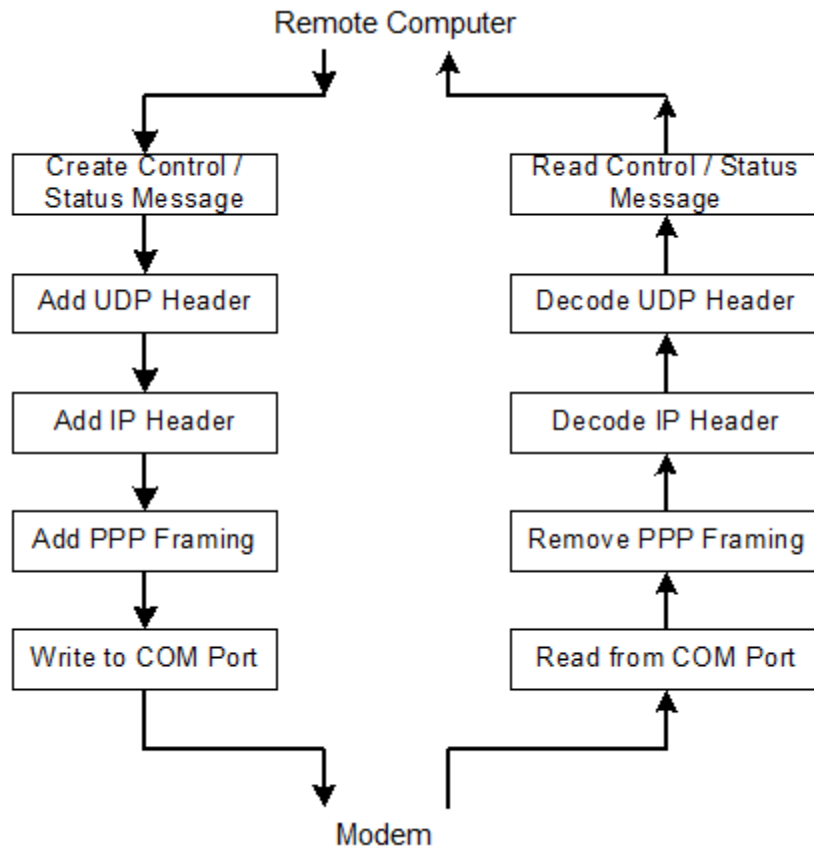 Remote Computer
Create Control /
Status Message
Read Control / Status
Message
Add UDP Header
Decode UDP Header
Add IP Header
Decode IP Header
Add PPP Framing
Remove PPP Framing
Write to COM Port
Read from COM Port
Modem